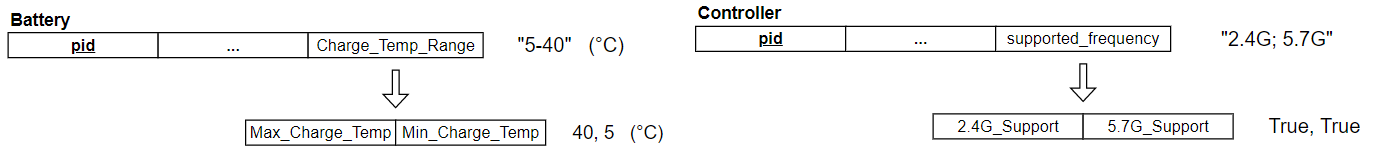 Battery
pid ... Charge_Temp_Range "5-40" (°C)
Max_Charge_Temp Min_Charge_Temp 40, 5 (°C)
Controller
pid ... supported_frequency "2.4G; 5.7G"
2.4G_Support 5.7G_Support True, True